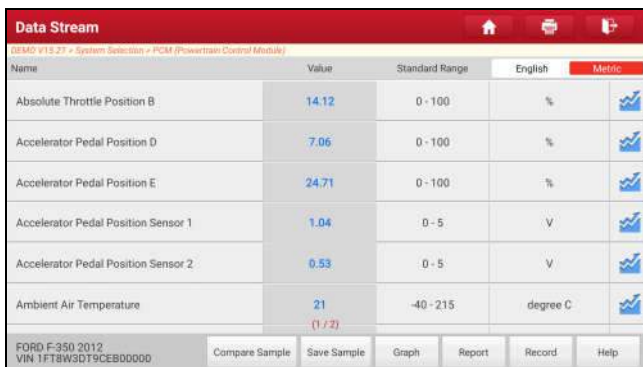 Data Stream
DEMO V15.27 > System Selection > PCM (Powertrain Control Module)
Name Value Standard Range English Metric
Absolute Throttle Position B 14.12 0 - 100 %
Accelerator Pedal Position D 7.06 0 - 100 %
Accelerator Pedal Position E 24.71 0 - 100 %
Accelerator Pedal Position Sensor 1 1.04 0 - 5 V
Accelerator Pedal Position Sensor 2 0.53 0 - 5 V
Ambient Air Temperature 21 -40 - 215 degree C
(1 / 2)
FORD F-350 2012
VIN 1FT8W3DT9CEB00000
Compare Sample Save Sample Graph Report Record Help